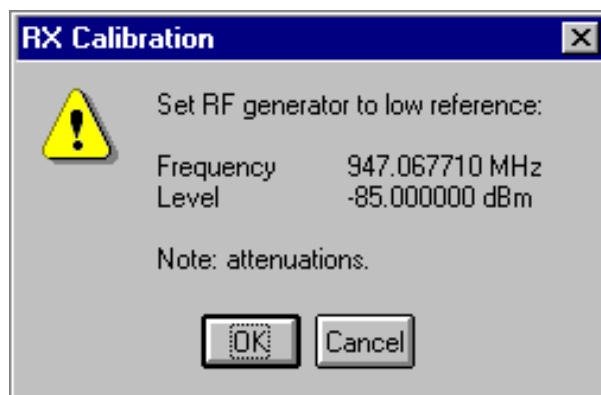 RX Calibration
Set RF generator to low reference:
Frequency 947.067710 MHz
Level -85.000000 dBm
Note: attenuations.
OK Cancel